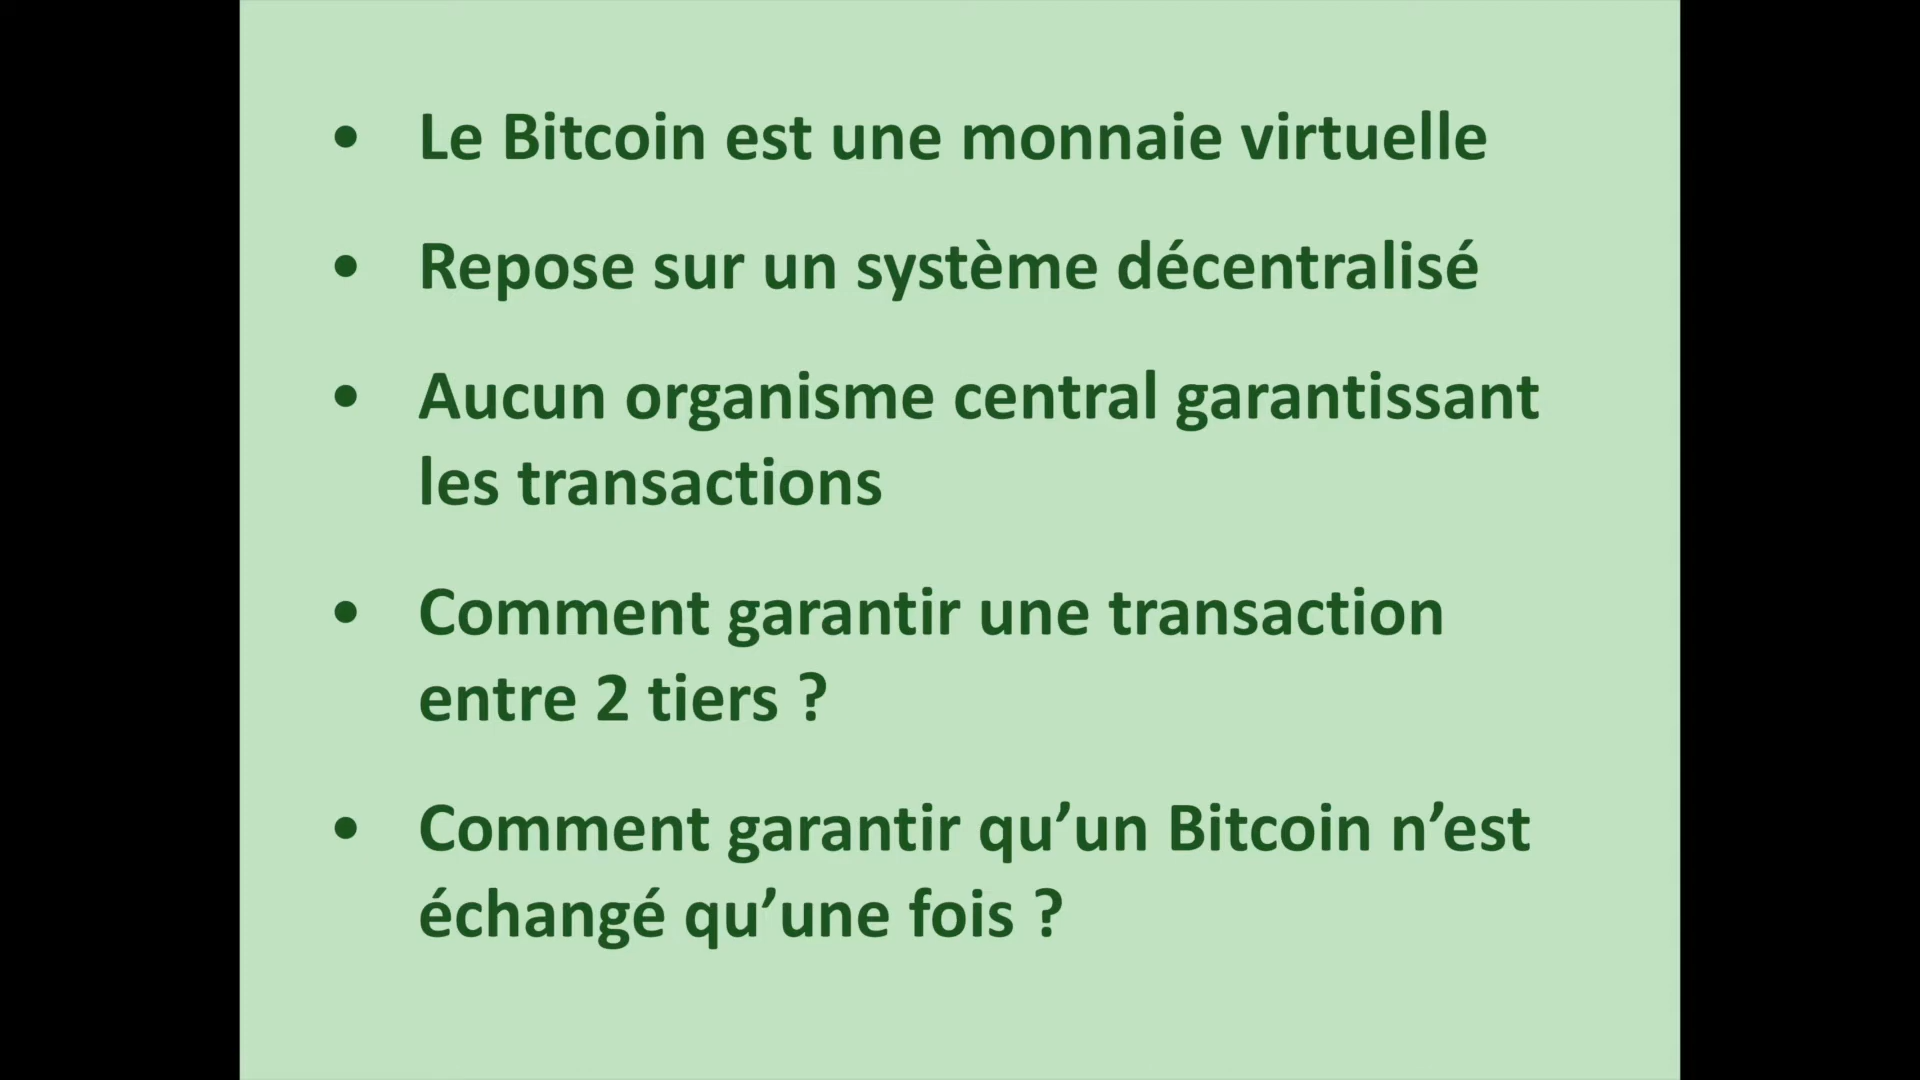 • Le Bitcoin est une monnaie virtuelle
• Repose sur un système décentralisé
• Aucun organisme central garantissant
les transactions
• Comment garantir une transaction
entre 2 tiers ?
• Comment garantir qu’un Bitcoin n’est
échangé qu’une fois ?